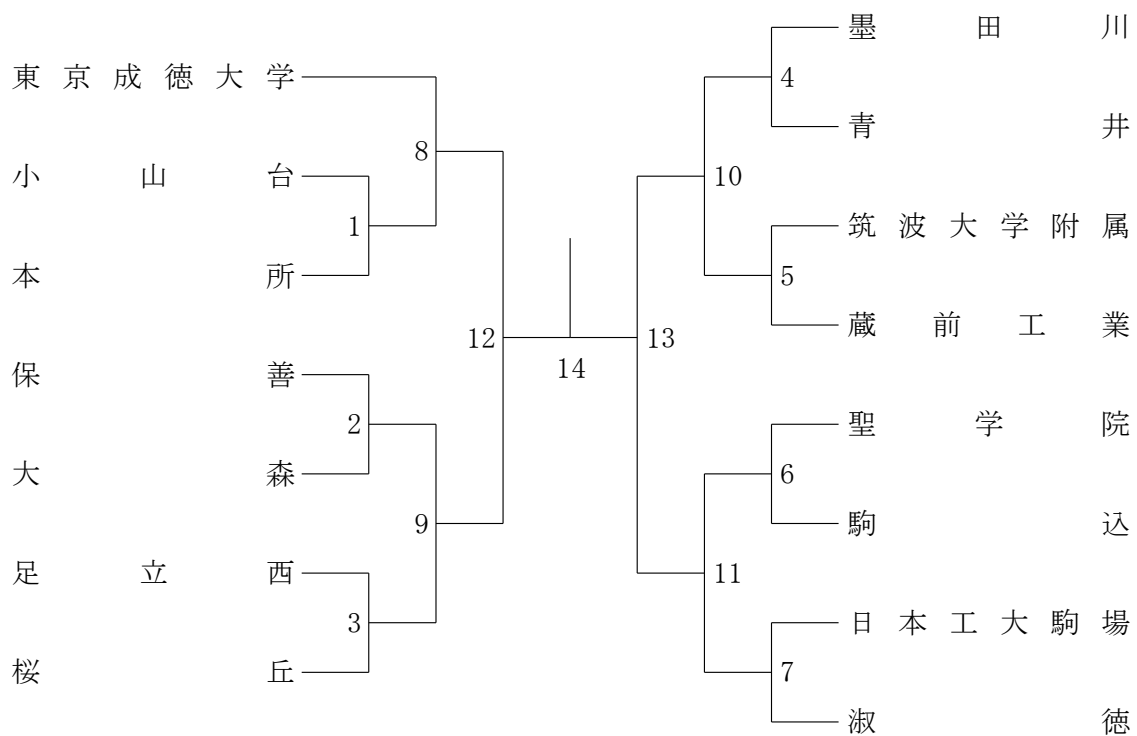 東京成徳大学
小山台
本所
保善
大森
足立西
桜丘
1
2
3
8
9
12
14
13
10
11
4
5
6
7
墨田川
青井
筑波大学附属
蔵前工業
聖学院
駒込
日本工大駒場
淑徳